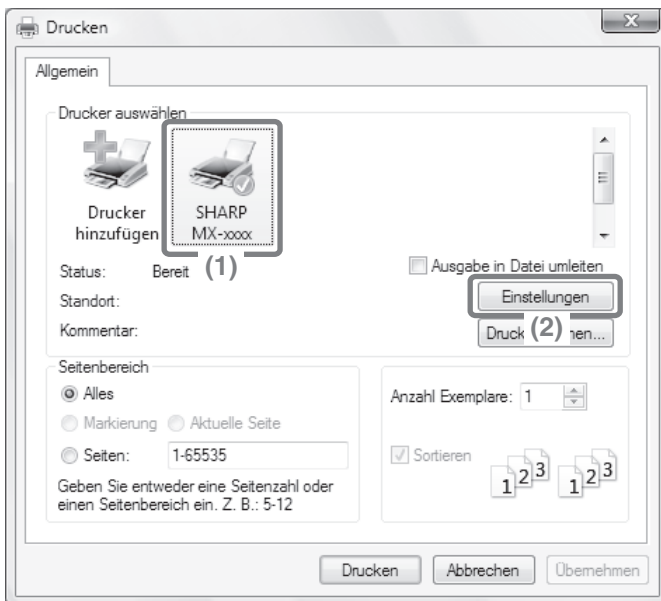 Drucken
X
Allgemein
Drucker auswählen
Drucker
hinzufügen
SHARP
MX-xxxx
(1)
Status: Bereit
Standort:
Kommentar:
Ausgabe in Datei umleiten
Einstellungen
(2)
Seitenbereich
Alles
Markierung Aktuelle Seite
Seiten: 1-65535
Geben Sie entweder eine Seitenzahl oder
einen Seitenbereich ein. Z. B.: 5-12
Anzahl Exemplare: 1
Sortieren
1 2 3 1 2 3
Drucken Abbrechen Übernehmen